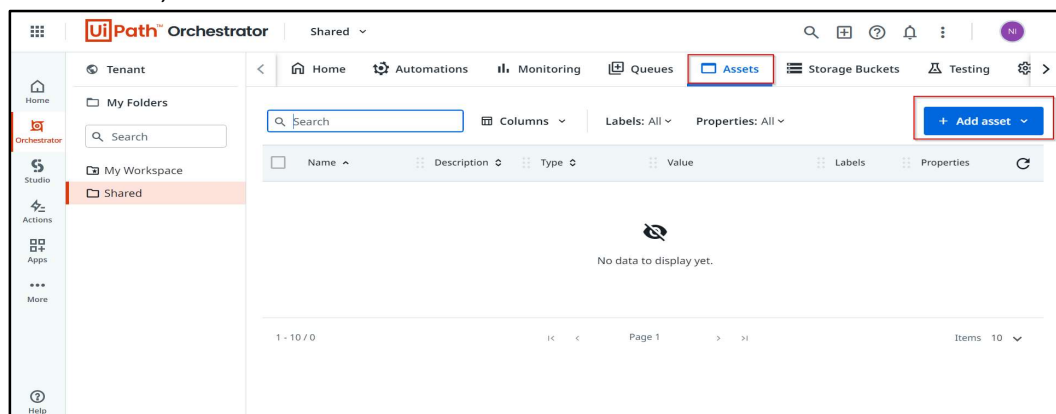 UiPath™ Orchestrator Shared NI
Tenant Home Automations Monitoring Queues Assets Storage Buckets Testing
Home
My Folders
Search Columns Labels: All Properties: All + Add asset
Orchestrator
Search
Name Description Type Value Labels Properties
Studio
My Workspace
Shared
Actions
Apps
No data to display yet.
More
1 - 10 / 0 Page 1 Items 10
Help